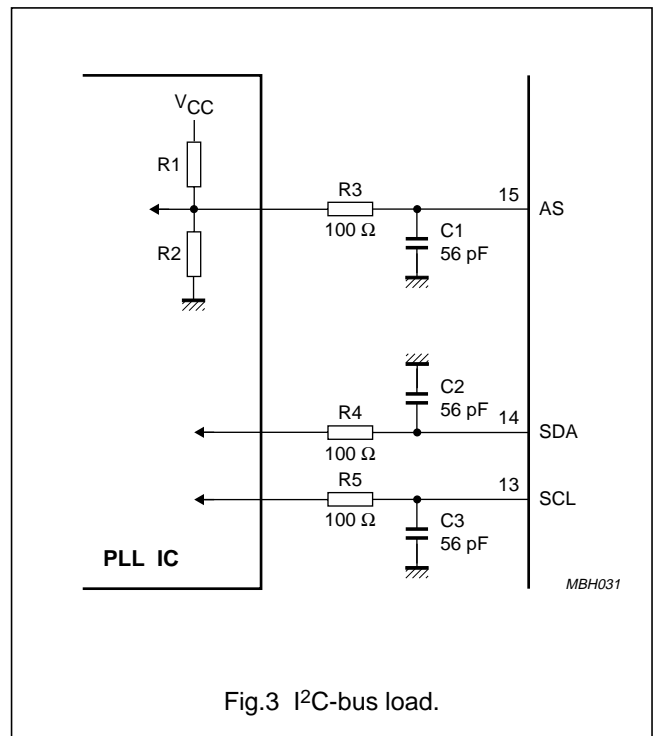 VCC
R1
R2
R3
100 Ω
C1
56 pF
15
AS
C2
56 pF
R4
100 Ω
14
SDA
R5
100 Ω
13
SCL
C3
56 pF
PLL IC
MBH031
Fig.3 I²C-bus load.